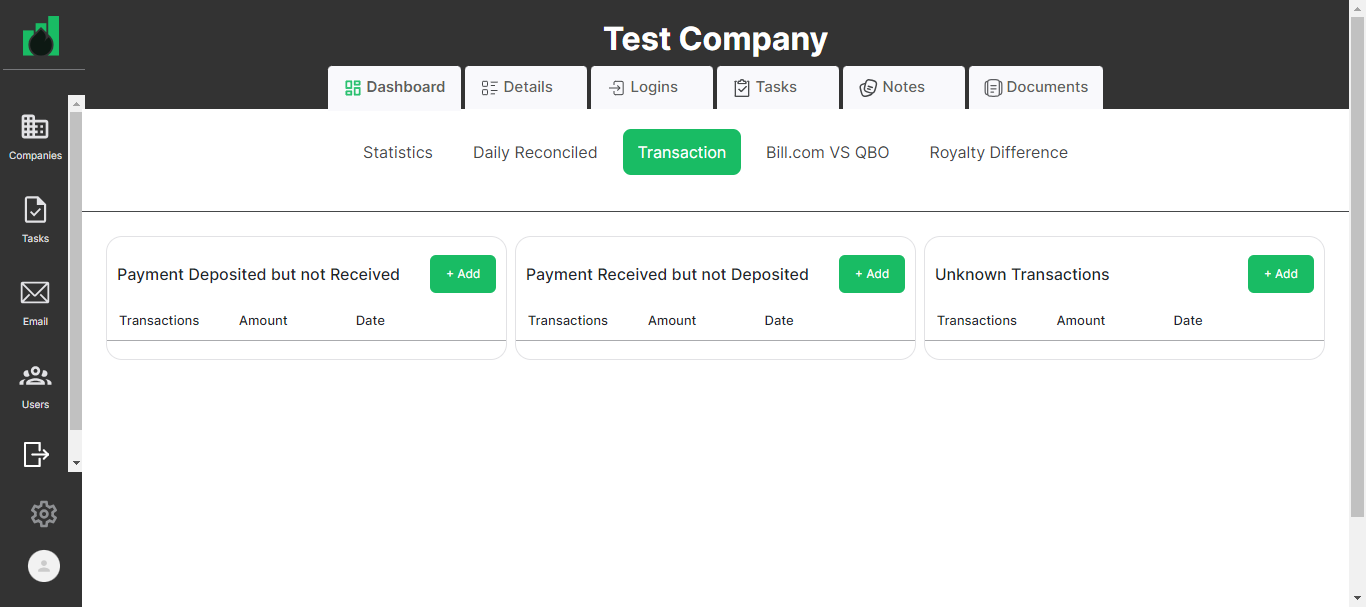 Test Company
Dashboard Details Logins Tasks Notes Documents
Statistics Daily Reconciled Transaction Bill.com VS QBO Royalty Difference
Companies
Tasks
Email
Users
Payment Deposited but not Received + Add
Transactions Amount Date
Payment Received but not Deposited + Add
Transactions Amount Date
Unknown Transactions + Add
Transactions Amount Date